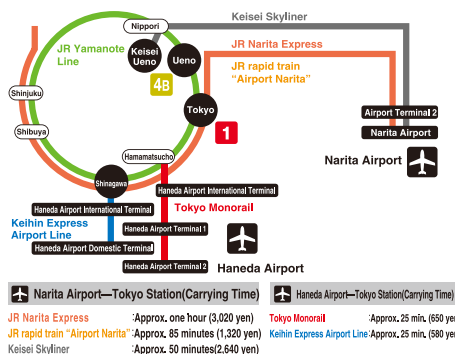 Keisei Skyliner
Nippori
JR Yamanote
Line
Keisei
Ueno
Ueno
4B
JR Narita Express
JR rapid train
"Airport Narita"
Shinjuku
Tokyo
1
Airport Terminal 2
Narita Airport
Shibuya
Hamamatsucho
Narita Airport
Shinagawa
Haneda Airport International Terminal
Haneda Airport International Terminal
Tokyo Monorail
Keihin Express
Airport Line
Haneda Airport Terminal 1
Haneda Airport Domestic Terminal
Haneda Airport Terminal 2
Haneda Airport
Narita Airport—Tokyo Station(Carrying Time)
JR Narita Express :Approx. one hour (3,020 yen)
JR rapid train "Airport Narita" :Approx. 85 minutes (1,320 yen)
Keisei Skyliner :Approx. 50 minutes(2,640 yen)
Haneda Airport—Tokyo Station(Carrying Time)
Tokyo Monorail :Approx. 25 min. (650 yen
Keihin Express Airport Line :Approx. 25 min. (580 yen